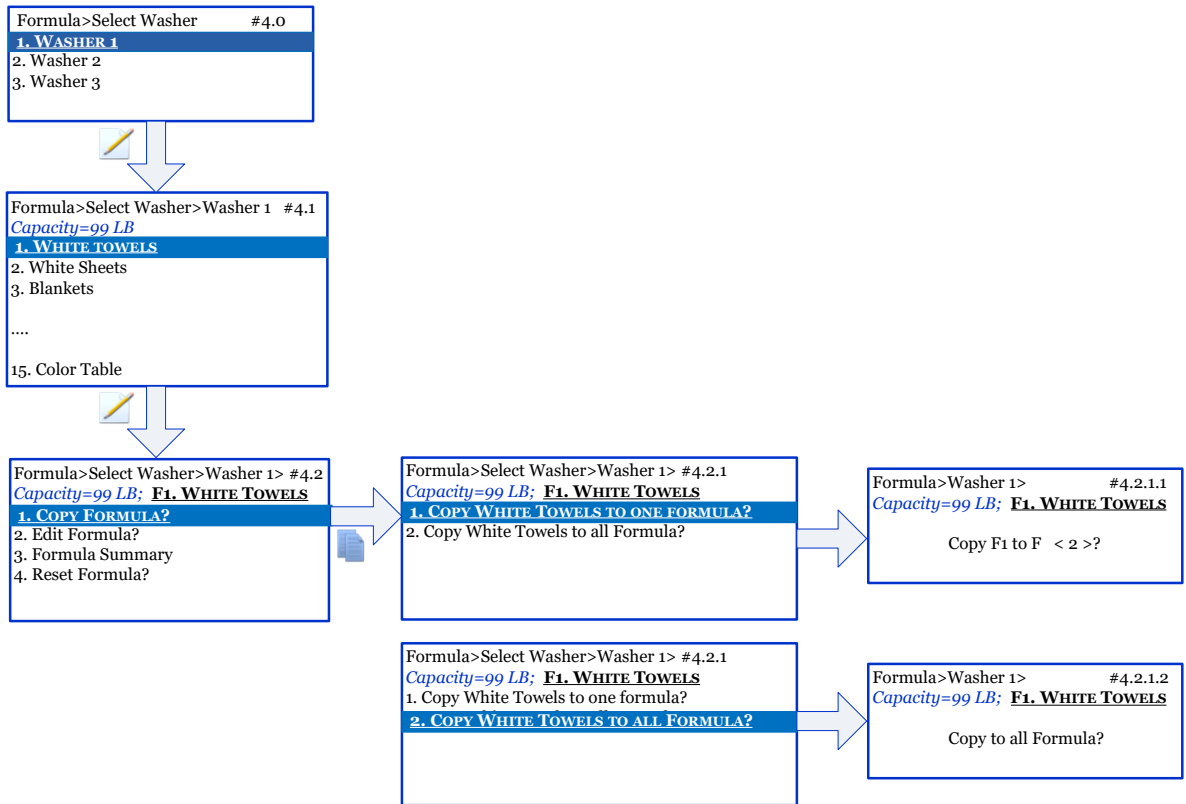 Formula>Select Washer #4.0
1. WASHER 1
2. Washer 2
3. Washer 3
Formula>Select Washer>Washer 1 #4.1
Capacity=99 LB
1. WHITE TOWELS
2. White Sheets
3. Blankets
....
15. Color Table
Formula>Select Washer>Washer 1> #4.2
Capacity=99 LB; F1. WHITE TOWELS
1. COPY FORMULA?
2. Edit Formula?
3. Formula Summary
4. Reset Formula?
Formula>Select Washer>Washer 1> #4.2.1
Capacity=99 LB; F1. WHITE TOWELS
1. COPY WHITE TOWELS TO ONE FORMULA?
2. Copy White Towels to all Formula?
Formula>Washer 1> #4.2.1.1
Capacity=99 LB; F1. WHITE TOWELS
Copy F1 to F < 2 >?
Formula>Select Washer>Washer 1> #4.2.1
Capacity=99 LB; F1. WHITE TOWELS
1. Copy White Towels to one formula?
2. COPY WHITE TOWELS TO ALL FORMULA?
Formula>Washer 1> #4.2.1.2
Capacity=99 LB; F1. WHITE TOWELS
Copy to all Formula?